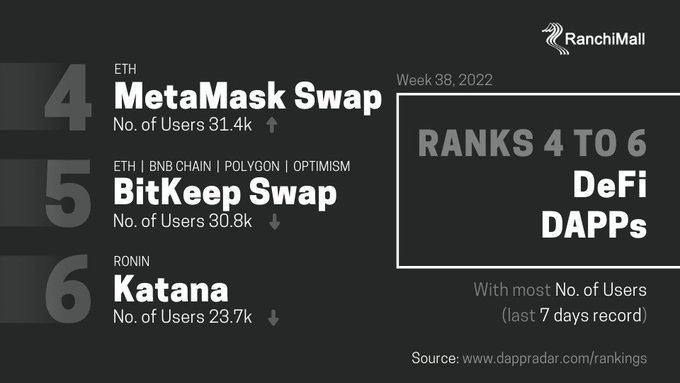 RanchiMall
4
ETH
MetaMask Swap
No. of Users 31.4k
5
ETH | BNB CHAIN | POLYGON | OPTIMISM
BitKeep Swap
No. of Users 30.8k
6
RONIN
Katana
No. of Users 23.7k
Week 38, 2022
RANKS 4 TO 6
DeFi
DAPPs
With most No. of Users
(last 7 days record)
Source: www.dappradar.com/rankings